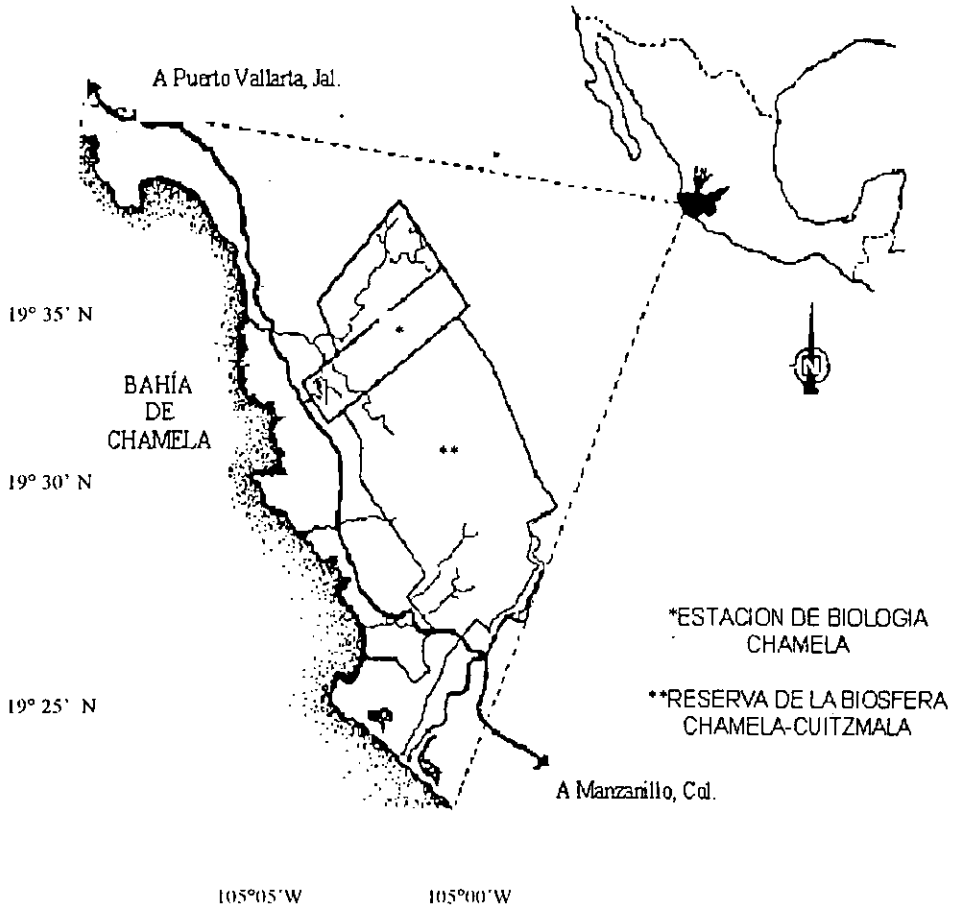 A Puerto Vallarta, Jal.
19° 35' N
*
N
BAHÍA
DE
CHAMELA
**
19° 30' N
*ESTACION DE BIOLOGIA
CHAMELA
**RESERVA DE LA BIOSFERA
CHAMELA-CUITZMALA
19° 25' N
A Manzanillo, Col.
105°05'W
105°00'W